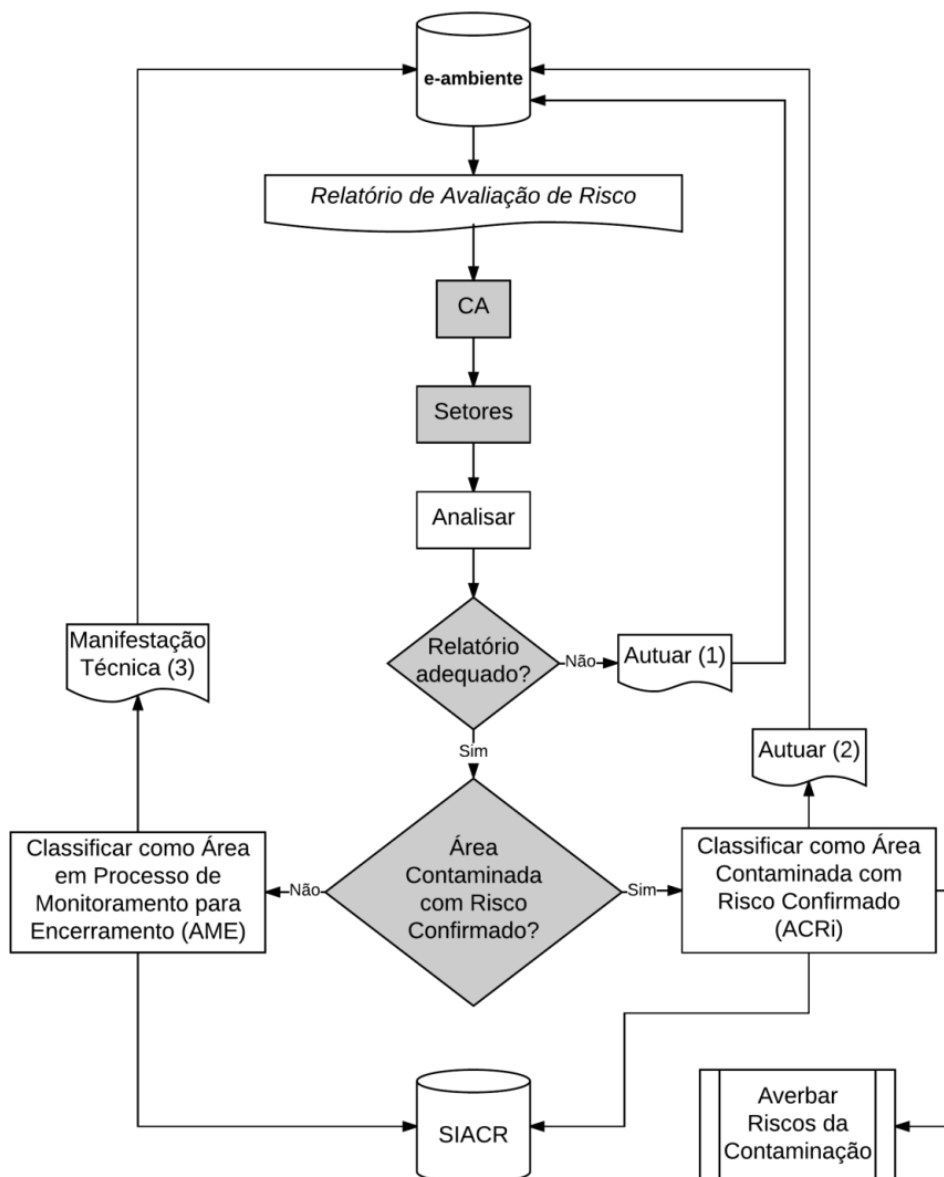 e-ambiente
Relatório de Avaliação de Risco
CA
Setores
Analisar
Relatório
adequado?
Não
Autuar (1)
Manifestação
Técnica (3)
Sim
Autuar (2)
Classificar como Área
em Processo de
Monitoramento para
Encerramento (AME)
Não
Área
Contaminada
com Risco
Confirmado?
Sim
Classificar como Área
Contaminada com
Risco Confirmado
(ACRi)
SIACR
Averbar
Riscos da
Contaminação